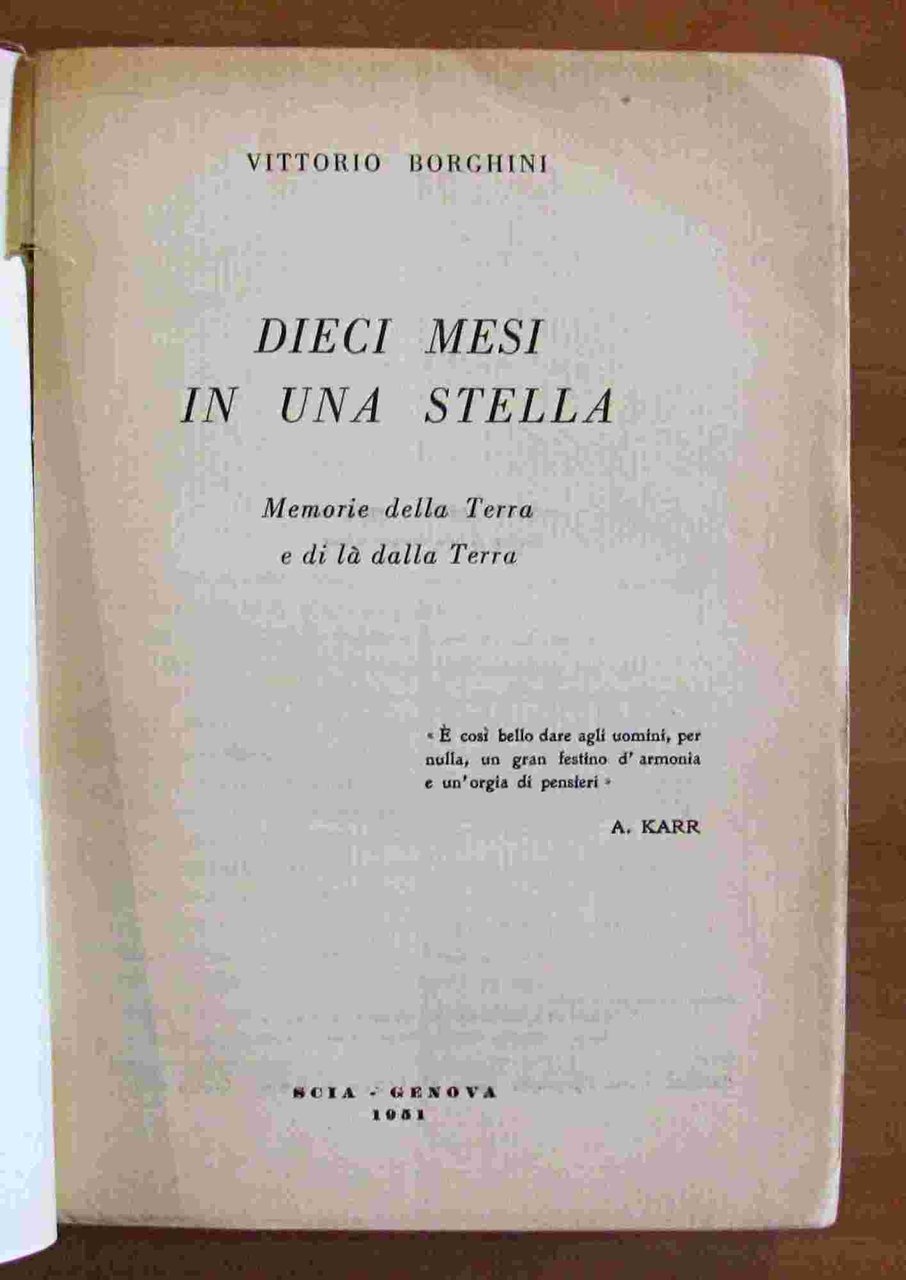 VITTORIO BORGHINI
DIECI MESI
IN UNA STELLA
Memorie della Terra
e di là dalla Terra
« È così bello dare agli uomini, per
nulla, un gran festino d'armonia
e un'orgia di pensieri »
A. KARR
SCIA - GENOVA
1951